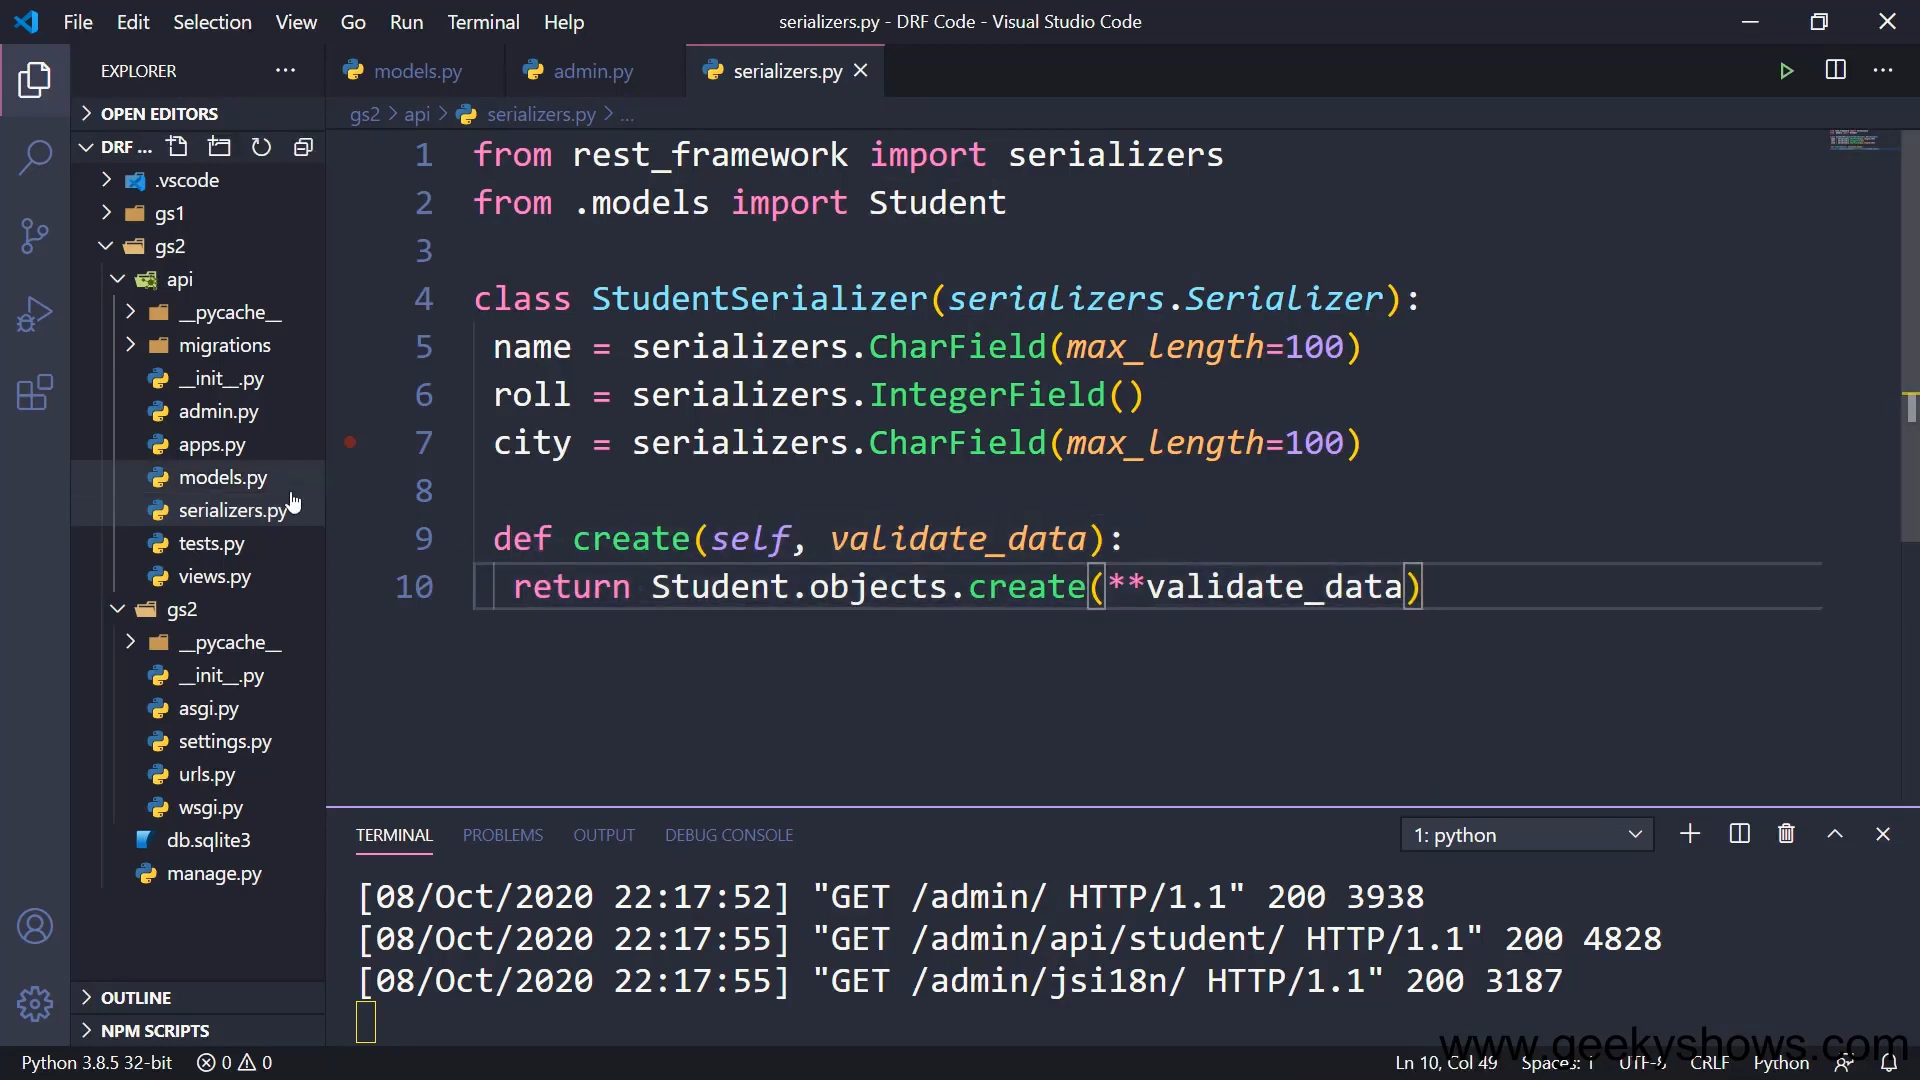 File Edit Selection View Go Run Terminal Help
serializers.py - DRF Code - Visual Studio Code
EXPLORER
OPEN EDITORS
DRF ...
.vscode
gs1
gs2
api
__pycache__
migrations
__init__.py
admin.py
apps.py
models.py
serializers.py
tests.py
views.py
gs2
__pycache__
__init__.py
asgi.py
settings.py
urls.py
wsgi.py
db.sqlite3
manage.py
OUTLINE
NPM SCRIPTS
models.py admin.py serializers.py
gs2 > api > serializers.py > ...
1 from rest_framework import serializers
2 from .models import Student
3
4 class StudentSerializer(serializers.Serializer):
5 name = serializers.CharField(max_length=100)
6 roll = serializers.IntegerField()
7 city = serializers.CharField(max_length=100)
8
9 def create(self, validate_data):
10 return Student.objects.create(**validate_data)
TERMINAL PROBLEMS OUTPUT DEBUG CONSOLE 1: python
[08/Oct/2020 22:17:52] "GET /admin/ HTTP/1.1" 200 3938
[08/Oct/2020 22:17:55] "GET /admin/api/student/ HTTP/1.1" 200 4828
[08/Oct/2020 22:17:55] "GET /admin/jsi18n/ HTTP/1.1" 200 3187
www.geekyshows.com
Python 3.8.5 32-bit 0 0 Ln 10, Col 49 Spaces: 1 UTF-8 CRLF Python